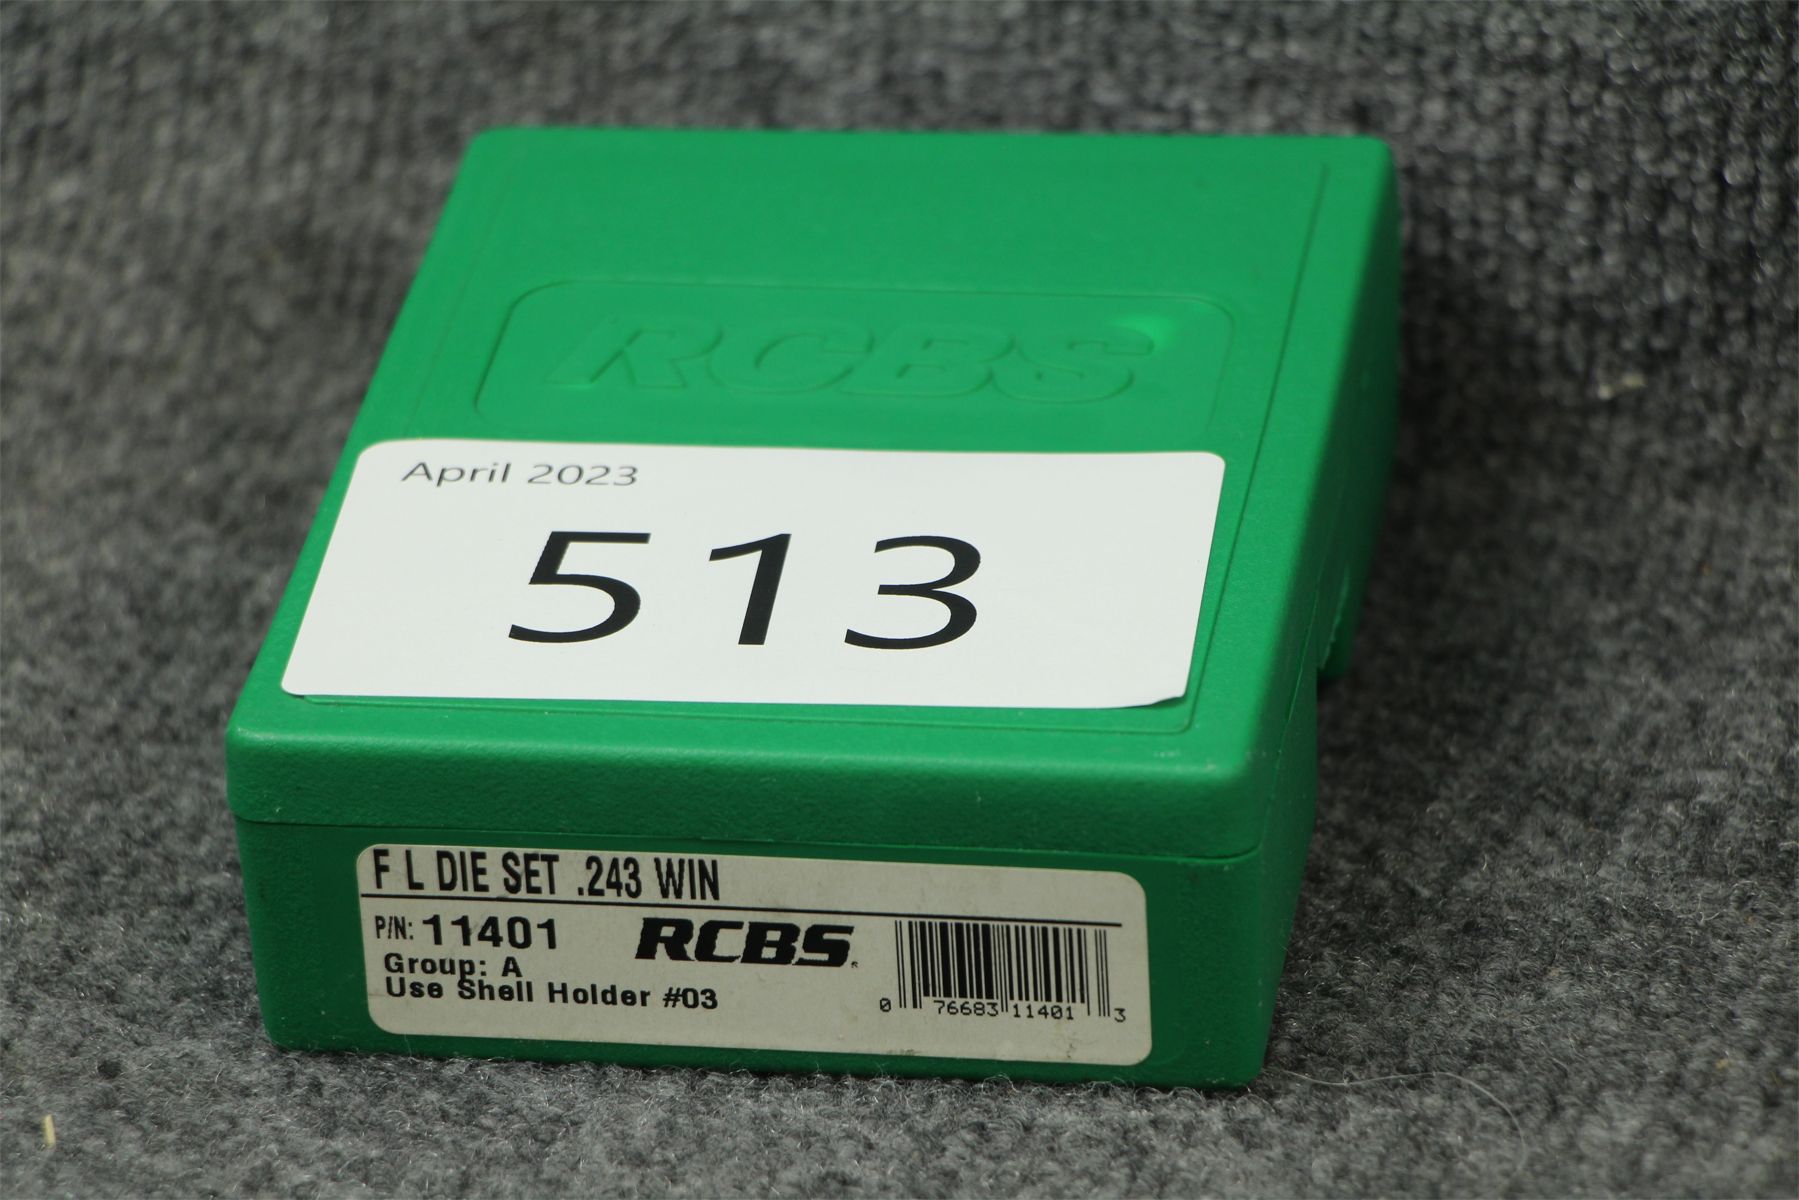 RCBS
April 2023
513
F L DIE SET .243 WIN
P/N: 11401
RCBS
Group: A
Use Shell Holder #03
0 76683 11401 3